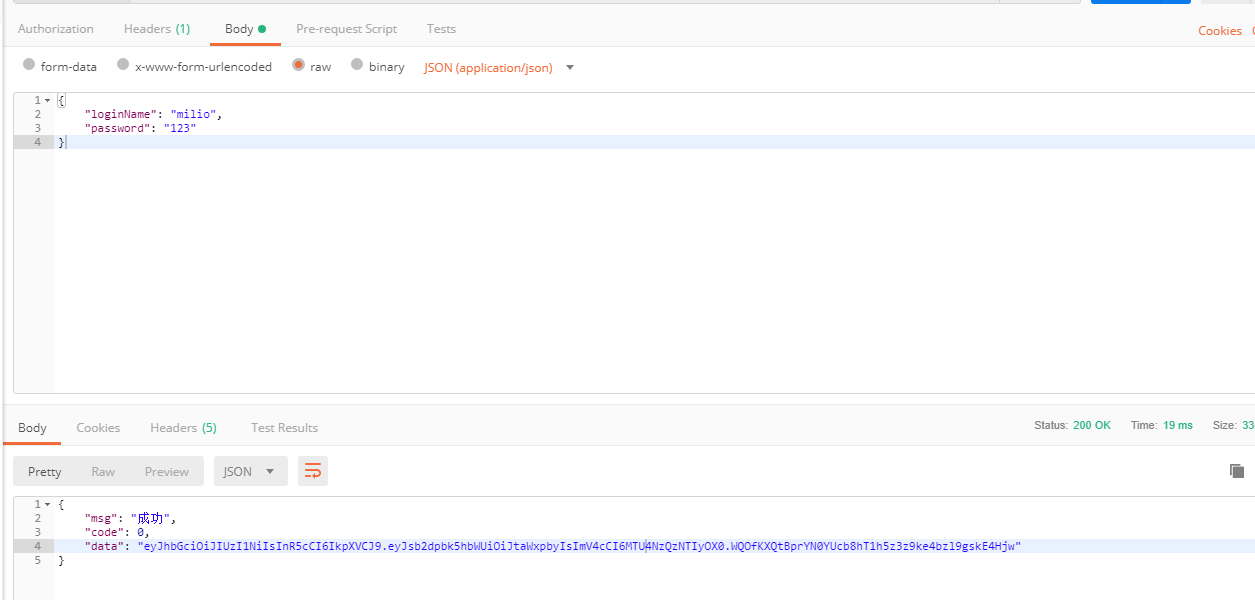 Authorization Headers (1) Body Pre-request Script Tests Cookies
form-data x-www-form-urlencoded raw binary JSON (application/json)
1 {
2 "loginName": "milio",
3 "password": "123"
4 }
Body Cookies Headers (5) Test Results Status: 200 OK Time: 19 ms Size: 33
Pretty Raw Preview JSON
1 {
2 "msg": "成功",
3 "code": 0,
4 "data": "eyJhbGciOiJIUzI1NiIsInR5cCI6IkpXVCJ9.eyJsb2dpbk5hbWUiOiJtaWxpbyIsImV4cCI6MTU4NzQzNTIyOX0.WQOfKXQtBprYN0YUcb8hT1h5z3z9ke4bzl9gskE4Hjw"
5 }